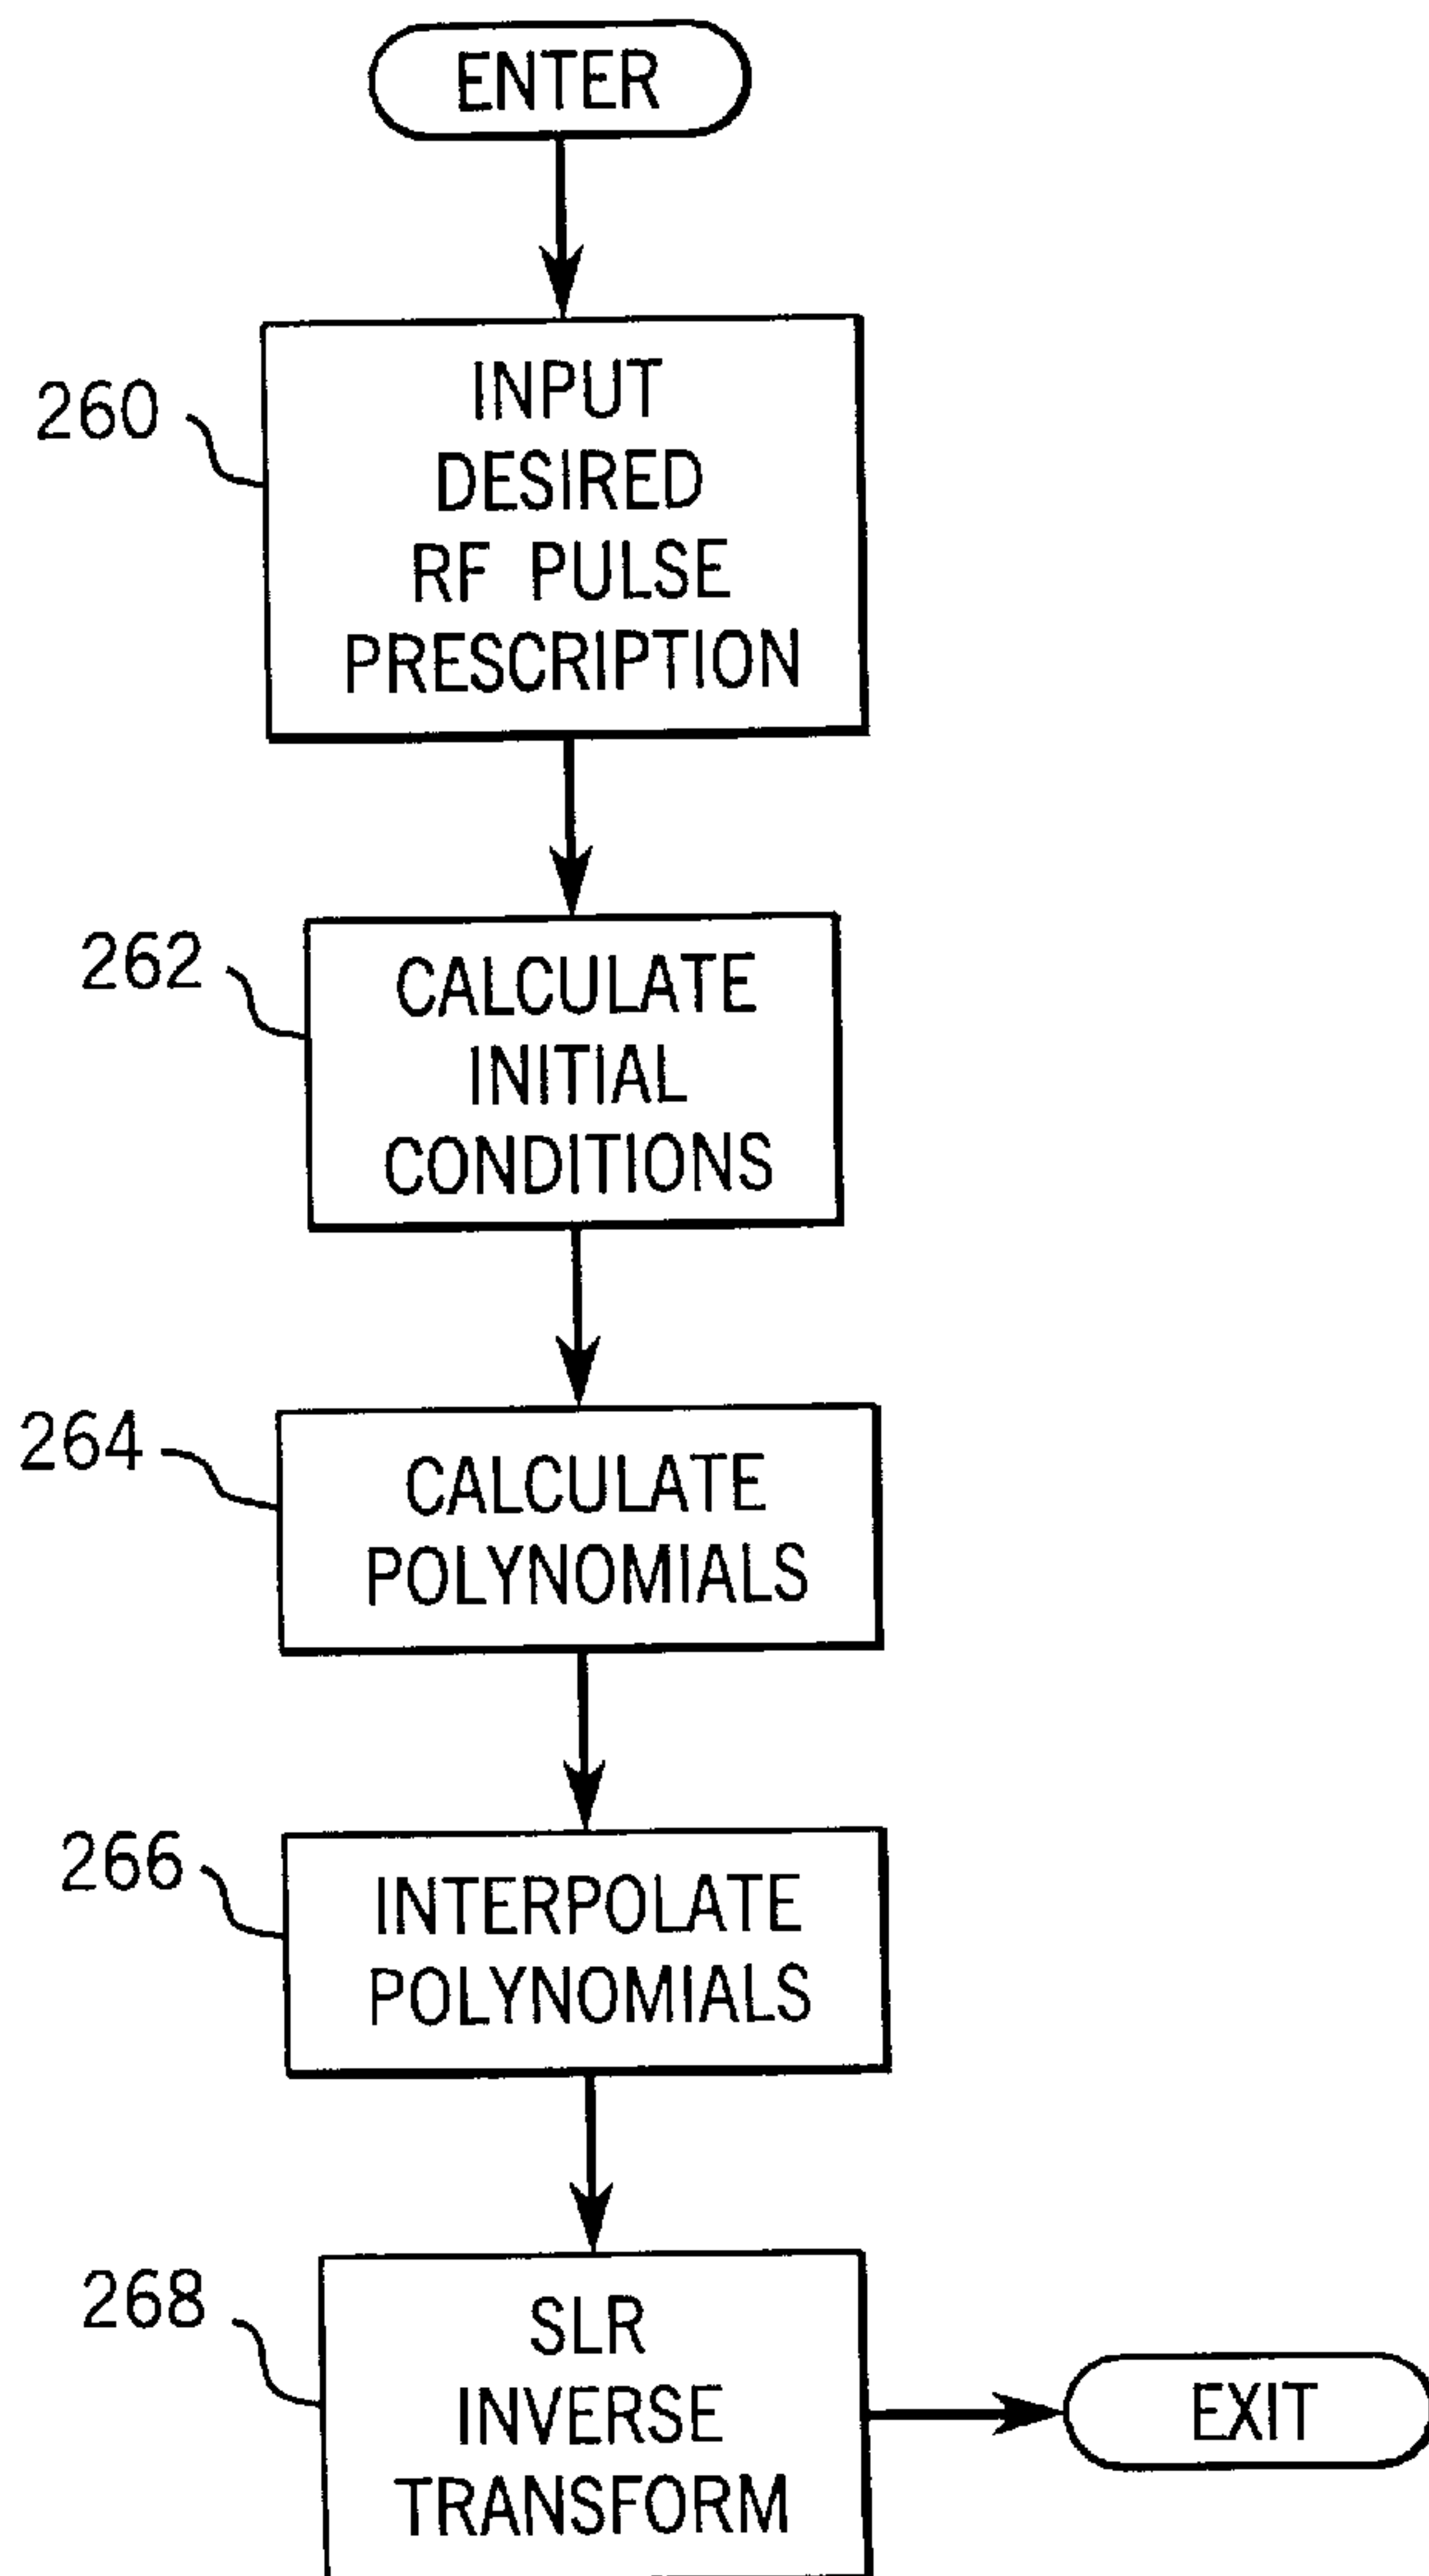 ENTER
260
INPUT
DESIRED
RF PULSE
PRESCRIPTION
262
CALCULATE
INITIAL
CONDITIONS
264
CALCULATE
POLYNOMIALS
266
INTERPOLATE
POLYNOMIALS
268
SLR
INVERSE
TRANSFORM
EXIT